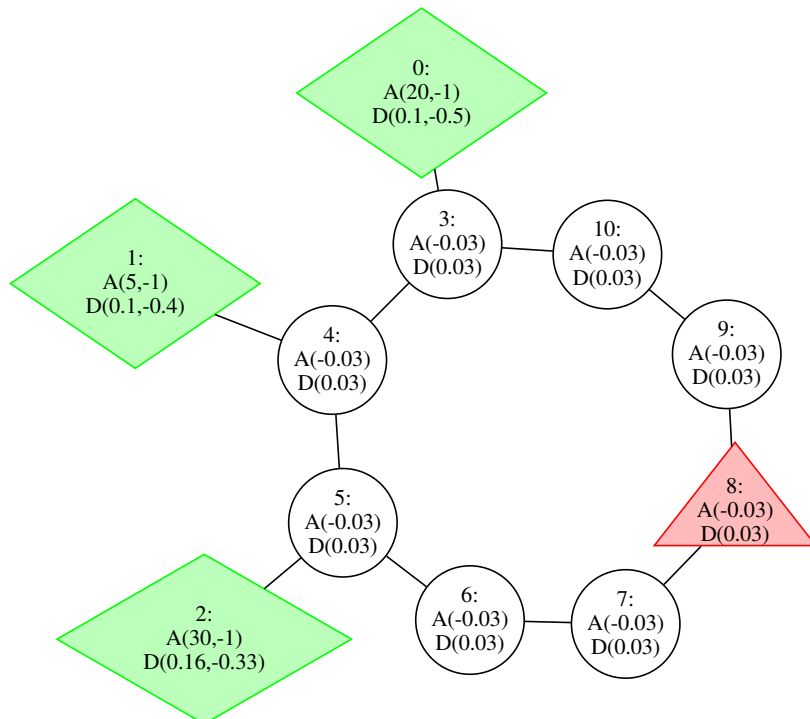 0:
A(20,-1)
D(0.1,-0.5)
1:
A(5,-1)
D(0.1,-0.4)
3:
A(-0.03)
D(0.03)
10:
A(-0.03)
D(0.03)
4:
A(-0.03)
D(0.03)
9:
A(-0.03)
D(0.03)
5:
A(-0.03)
D(0.03)
8:
A(-0.03)
D(0.03)
2:
A(30,-1)
D(0.16,-0.33)
6:
A(-0.03)
D(0.03)
7:
A(-0.03)
D(0.03)